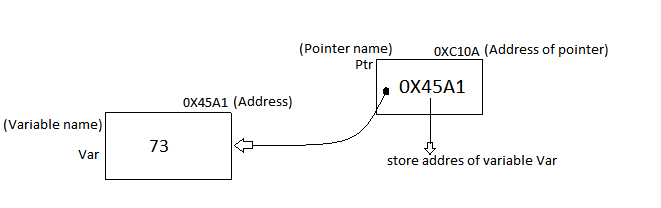 (Pointer name)
0XC10A (Address of pointer)
Ptr
0X45A1
0X45A1 (Address)
(Variable name)
73
Var
store addres of variable Var